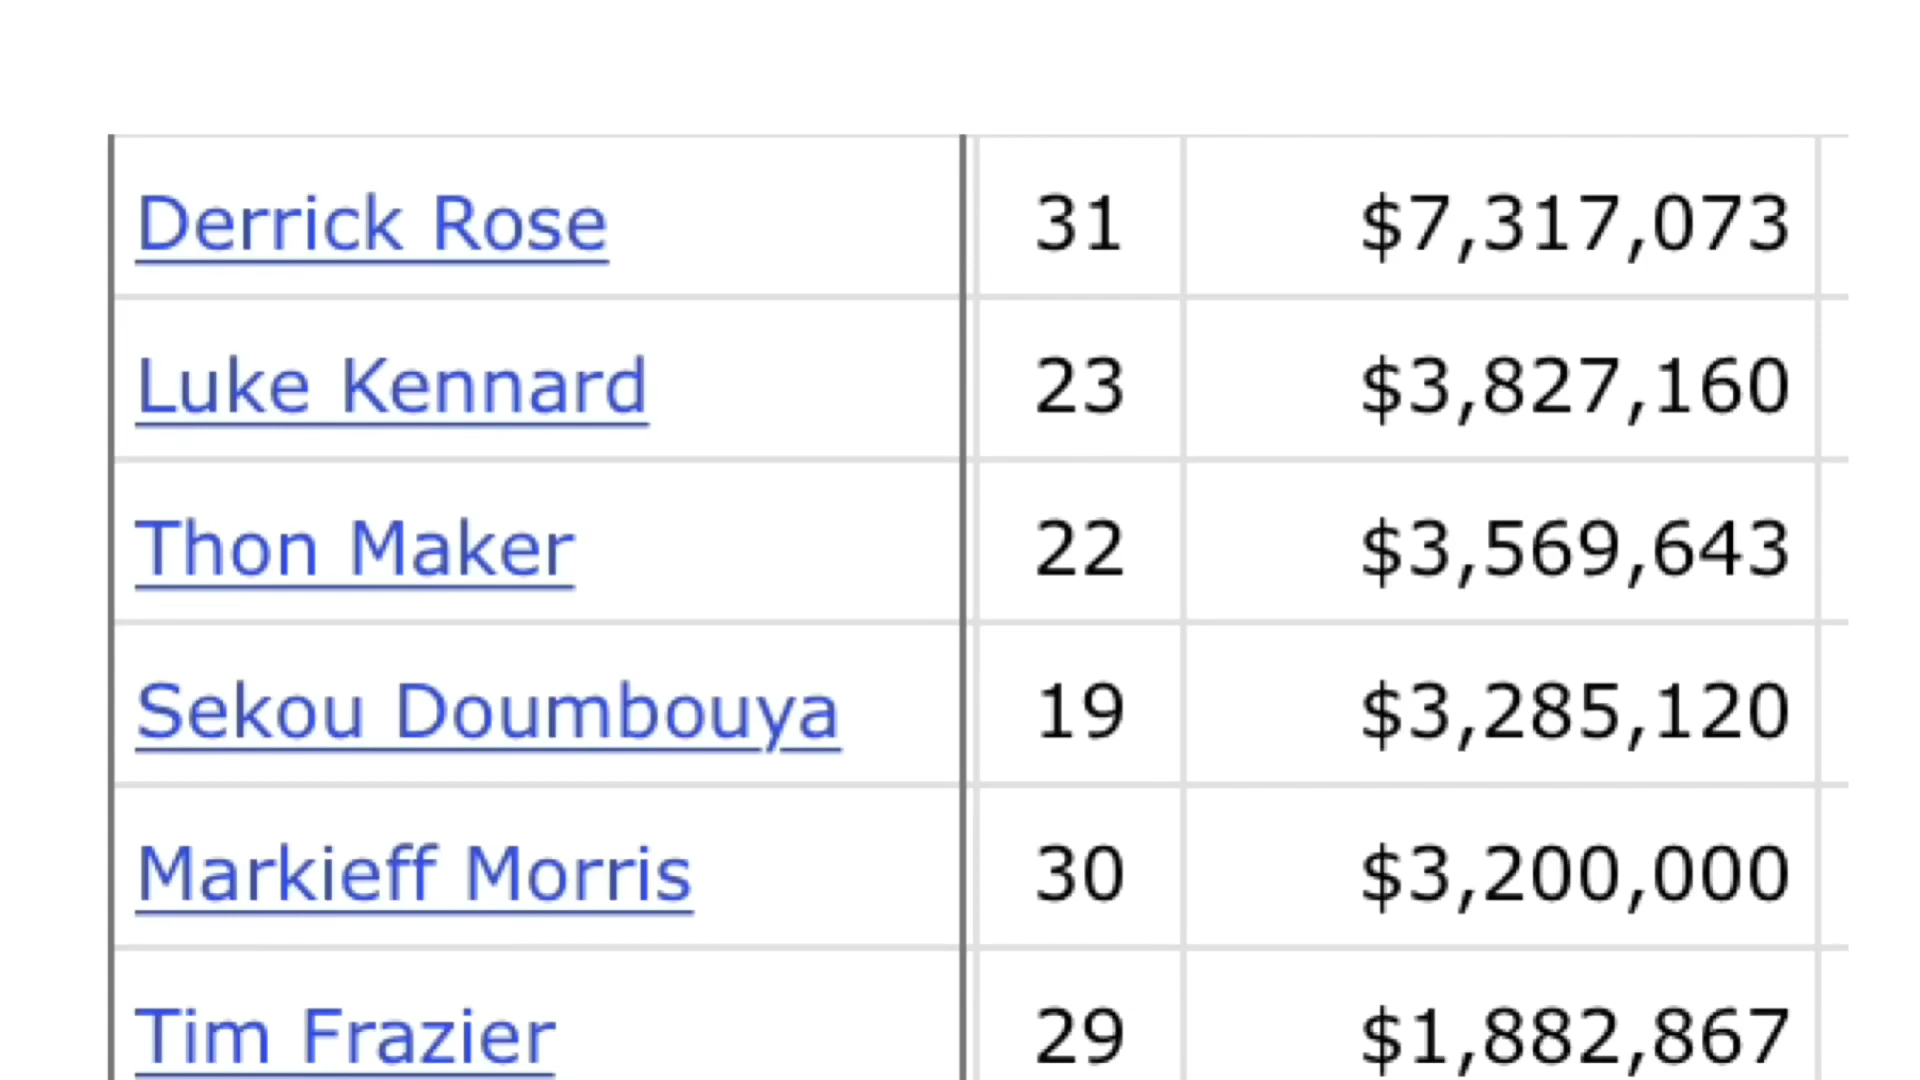 Derrick Rose 31 $7,317,073
Luke Kennard 23 $3,827,160
Thon Maker 22 $3,569,643
Sekou Doumbouya 19 $3,285,120
Markieff Morris 30 $3,200,000
Tim Frazier 29 $1,882,867